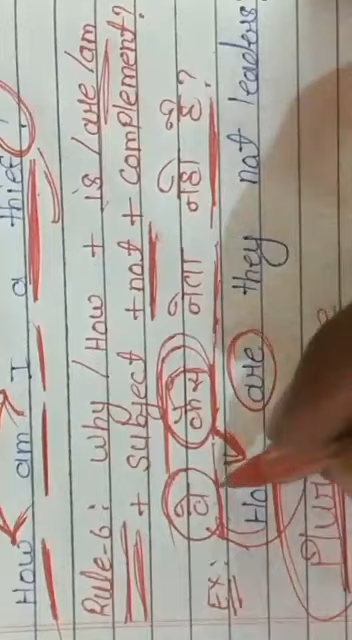 How am I a thief?
Rule-6: Why / How + is / are / am
+ subject + not + complement?
Ex: वे कैसे नेता नहीं है?
How are they not leaders?
Plural